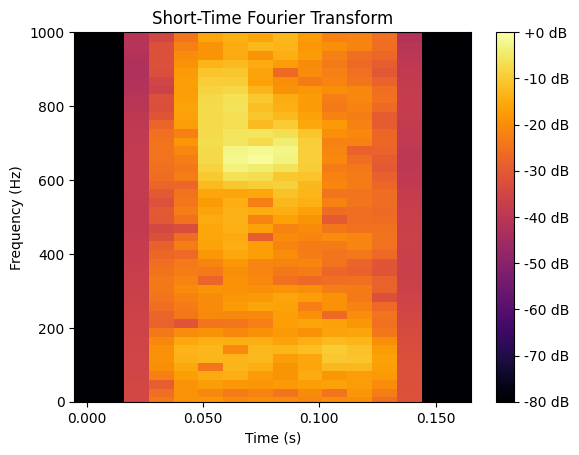 Short-Time Fourier Transform
Frequency (Hz)
1000
800
600
400
200
0
0.000
0.050
0.100
0.150
Time (s)
+0 dB
-10 dB
-20 dB
-30 dB
-40 dB
-50 dB
-60 dB
-70 dB
-80 dB